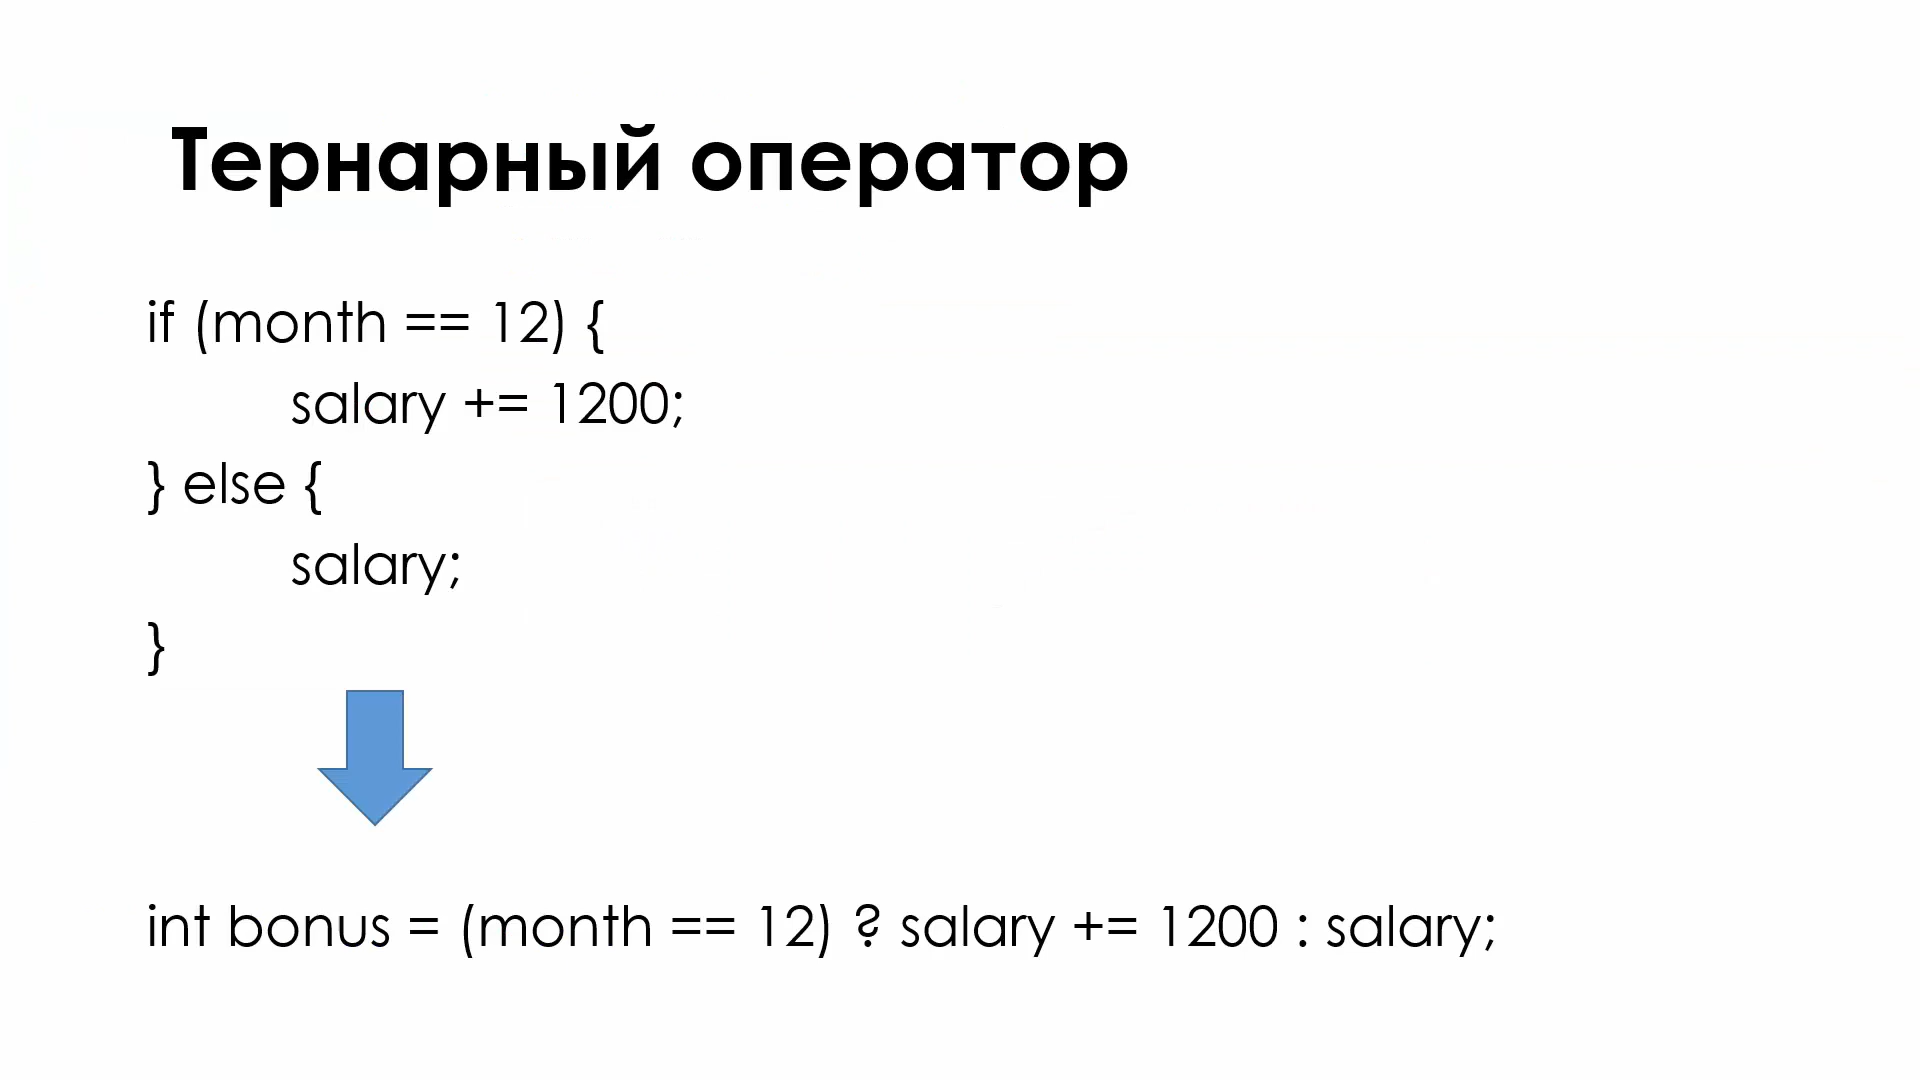 Тернарный оператор
if (month == 12) {
salary += 1200;
} else {
salary;
}
int bonus = (month == 12) ? salary += 1200 : salary;